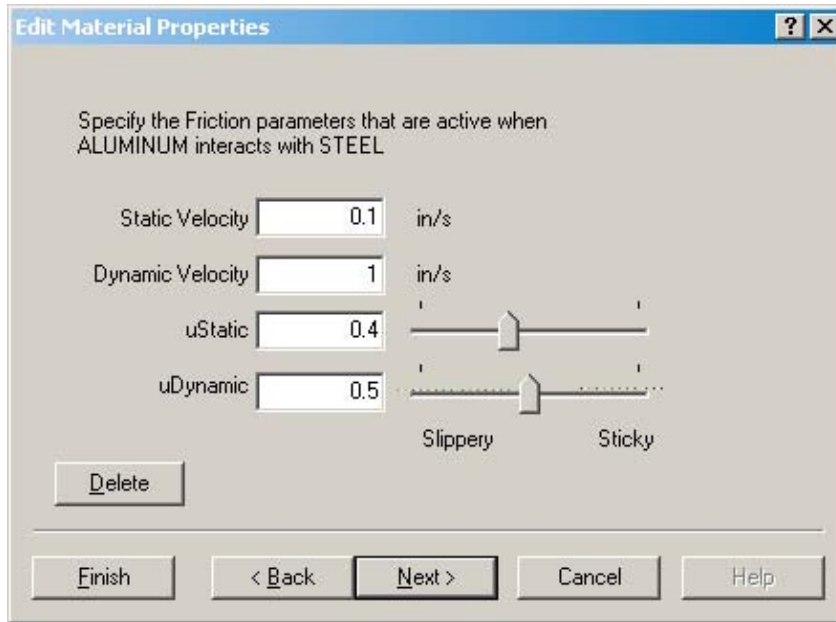 Edit Material Properties
Specify the Friction parameters that are active when
ALUMINUM interacts with STEEL
Static Velocity 0.1 in/s
Dynamic Velocity 1 in/s
uStatic 0.4
uDynamic 0.5
Slippery Sticky
Delete
Finish < Back Next > Cancel Help